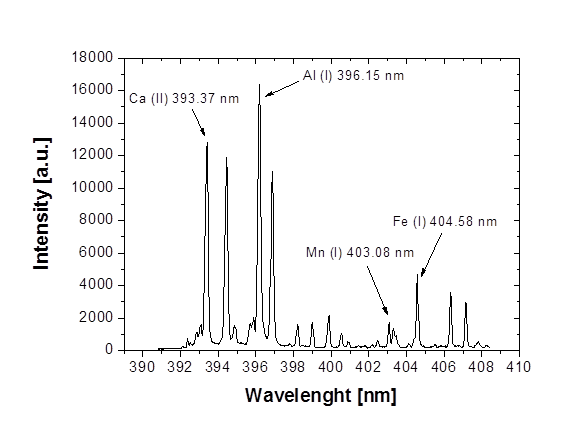 18000
16000
14000
12000
10000
8000
6000
4000
2000
0
Intensity [a.u.]
Al (I) 396.15 nm
Ca (II) 393.37 nm
Fe (I) 404.58 nm
Mn (I) 403.08 nm
390 392 394 396 398 400 402 404 406 408 410
Wavelenght [nm]